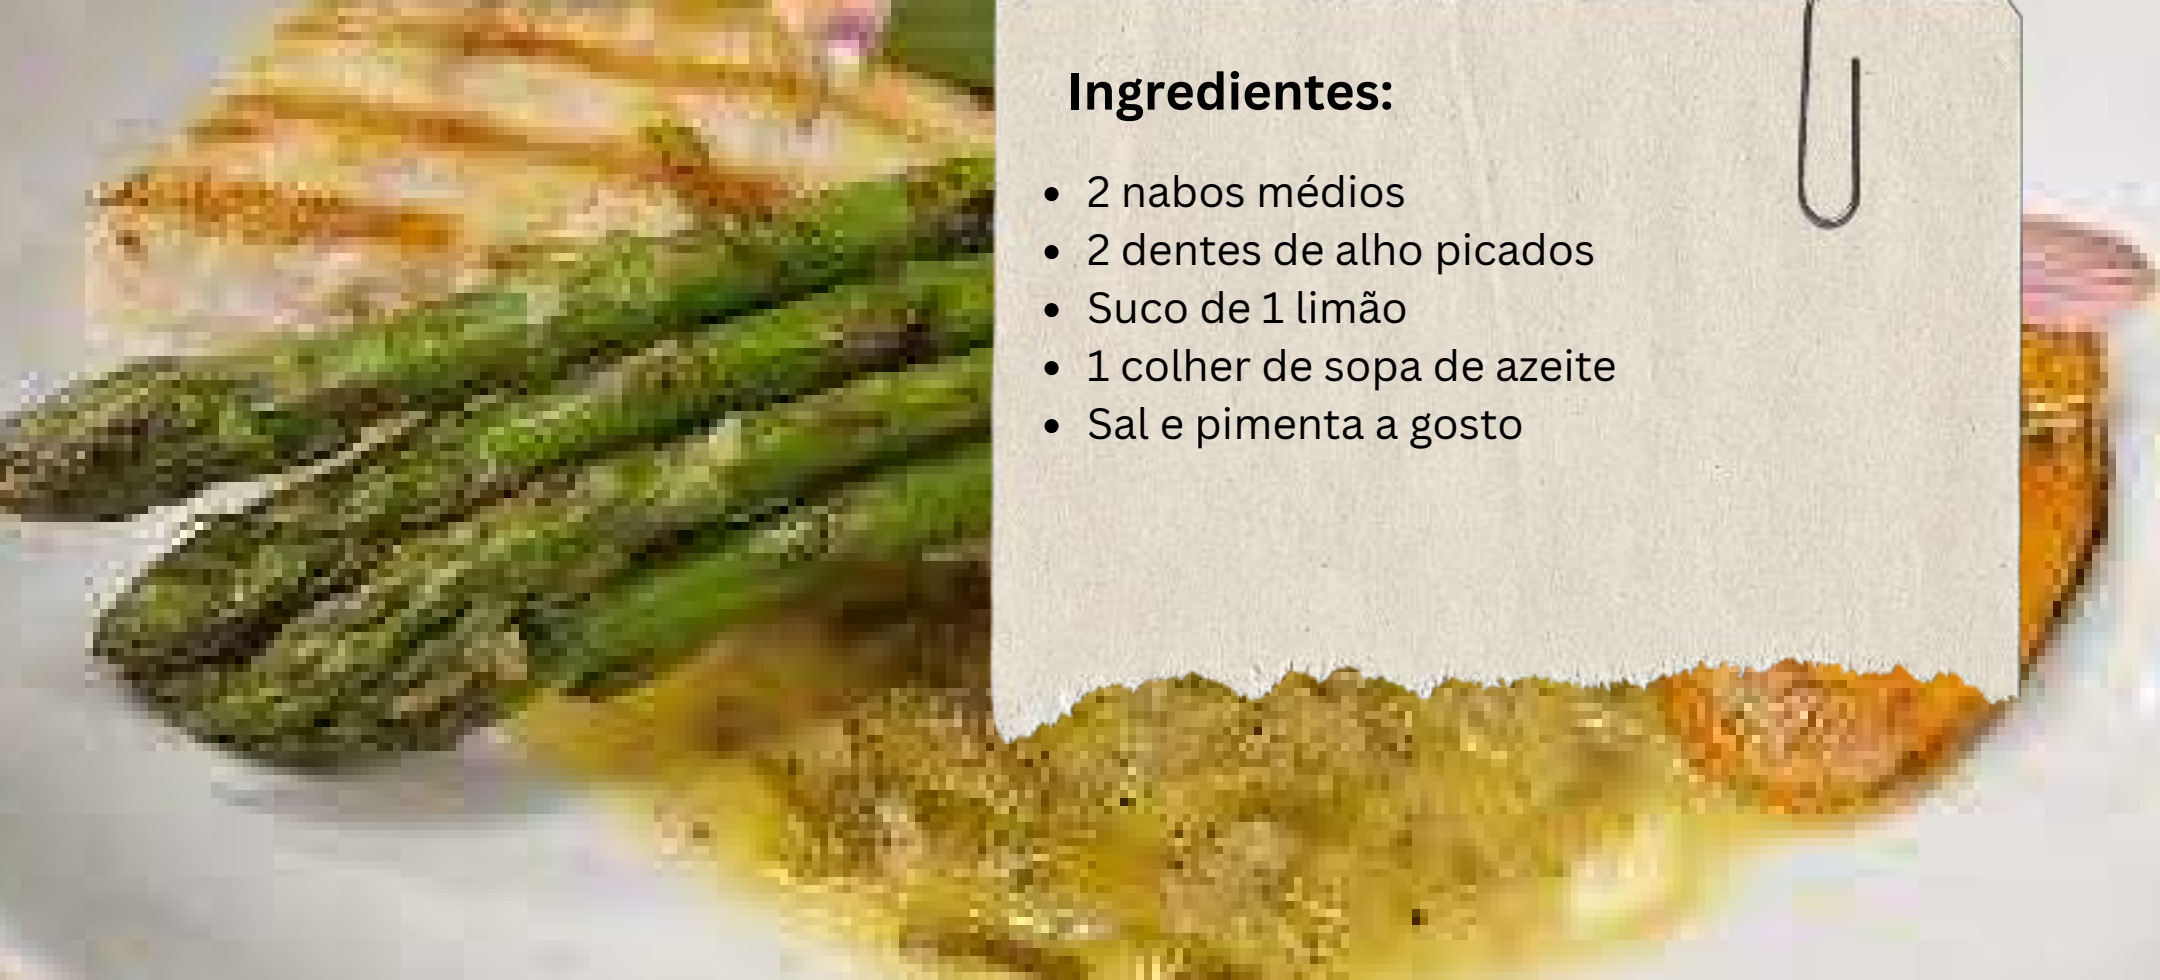 Ingredientes:
• 2 nabos médios
• 2 dentes de alho picados
• Suco de 1 limão
• 1 colher de sopa de azeite
• Sal e pimenta a gosto